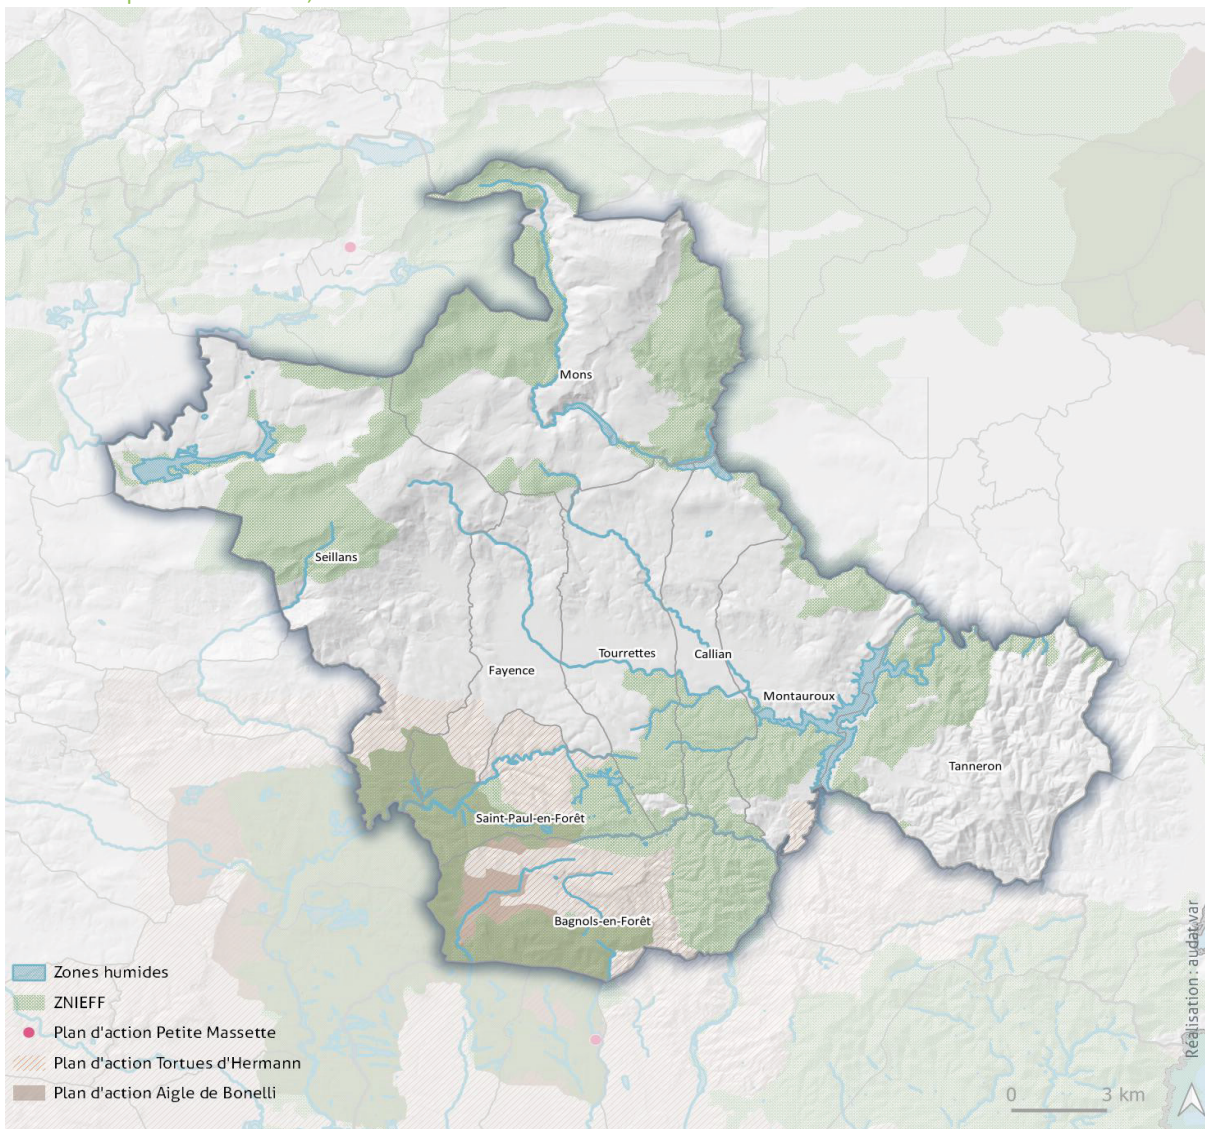 Mons
Seillans
Tourrettes
Callian
Fayence
Montauroux
Tanneron
Saint-Paul-en-Forêt
Bagnols-en-Forêt
Zones humides
ZNIEFF
Plan d'action Petite Massette
Plan d'action Tortues d'Hermann
Plan d'action Aigle de Bonelli
0 3 km
Réalisation : audat.var